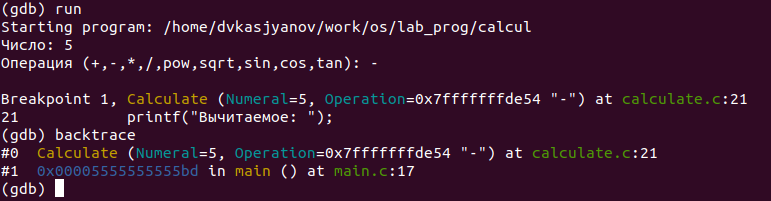 (gdb) run
Starting program: /home/dvkasjyanov/work/os/lab_prog/calcul
Число: 5
Операция (+,-,*,/,pow,sqrt,sin,cos,tan): -
Breakpoint 1, Calculate (Numeral=5, Operation=0x7fffffffde54 "-") at calculate.c:21
21          printf("Вычитаемое: ");
(gdb) backtrace
#0  Calculate (Numeral=5, Operation=0x7fffffffde54 "-") at calculate.c:21
#1  0x00005555555555bd in main () at main.c:17
(gdb)